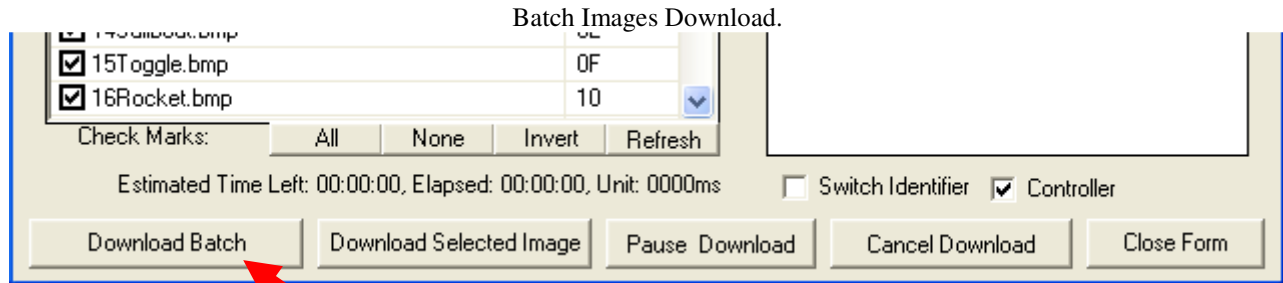 Batch Images Download.
15Toggle.bmp 0F
16Rocket.bmp 10
Check Marks: All None Invert Refresh
Estimated Time Left: 00:00:00, Elapsed: 00:00:00, Unit: 0000ms Switch Identifier Controller
Download Batch Download Selected Image Pause Download Cancel Download Close Form